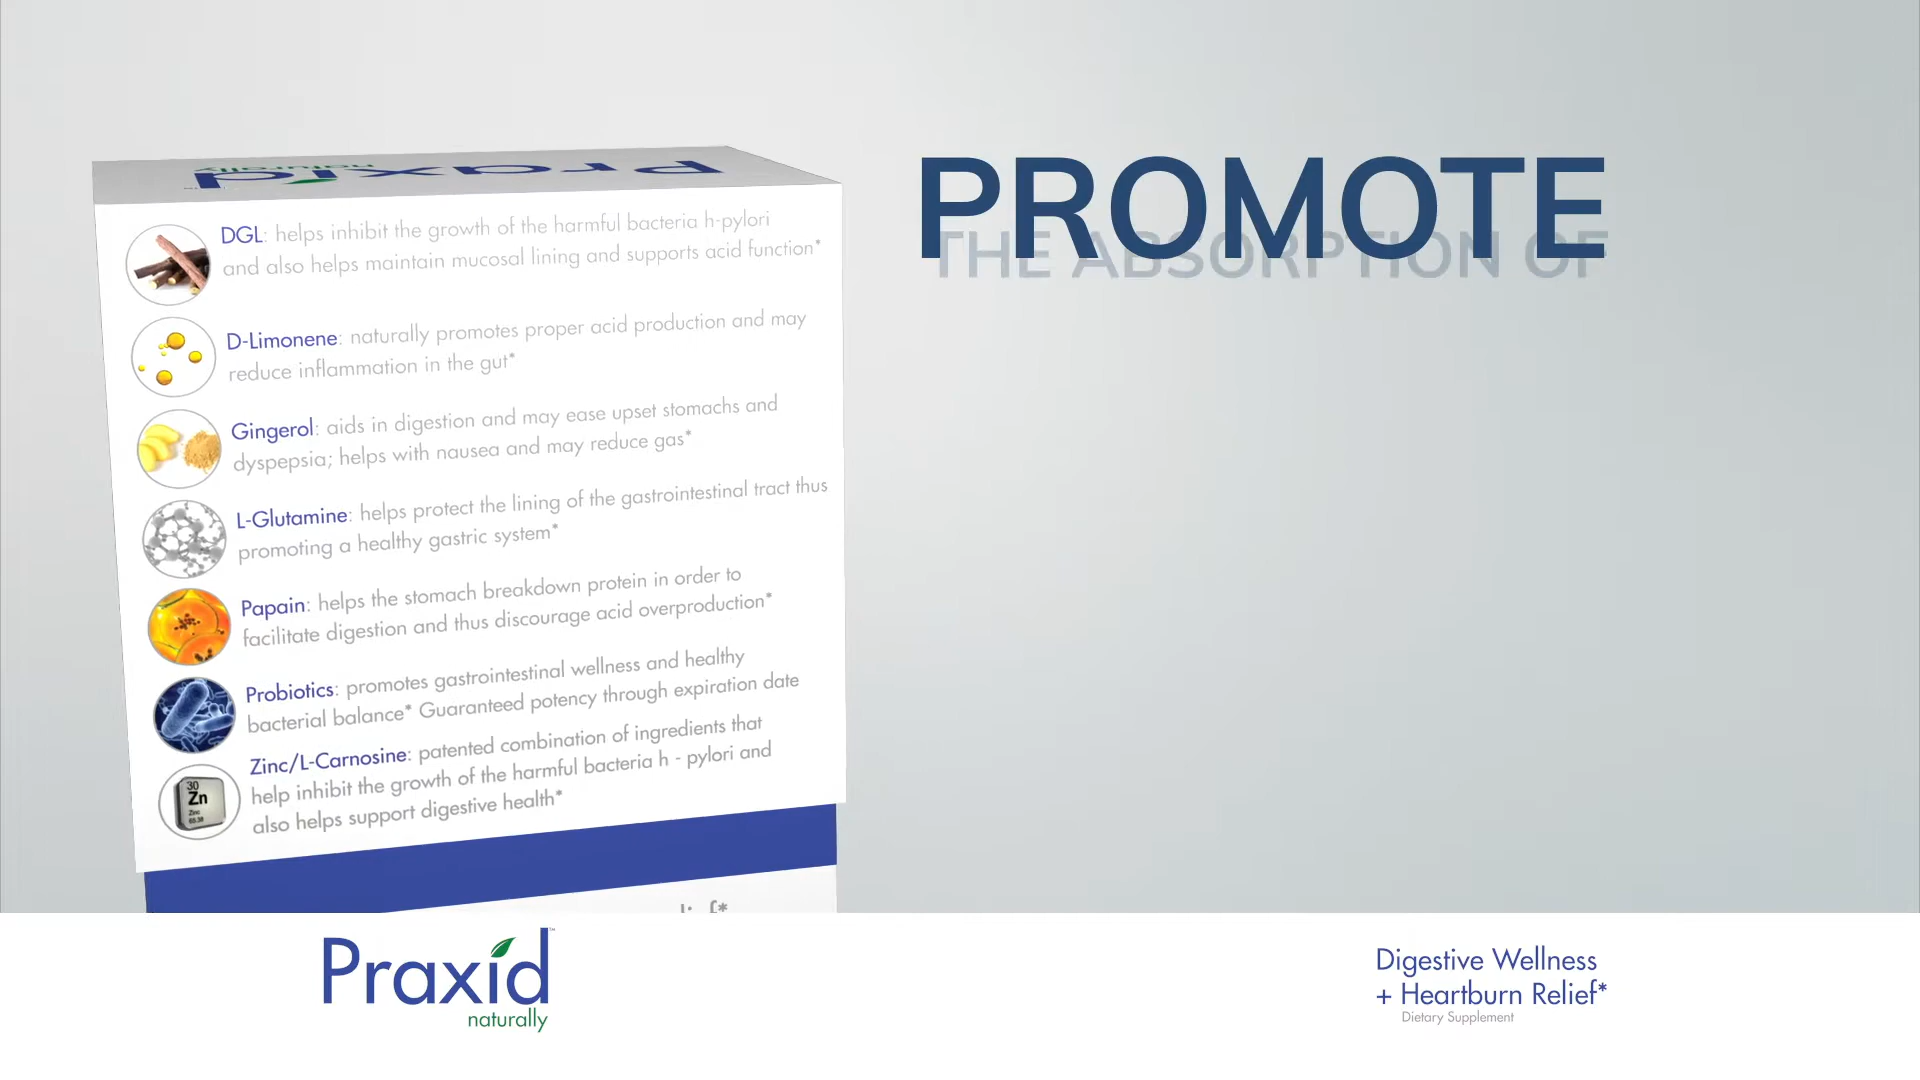 Praxid
naturally
DGL: helps inhibit the growth of the harmful bacteria h-pylori
and also helps maintain mucosal lining and supports acid function*
D-Limonene: naturally promotes proper acid production and may
reduce inflammation in the gut*
Gingerol: aids in digestion and may ease upset stomachs and
dyspepsia; helps with nausea and may reduce gas*
L-Glutamine: helps protect the lining of the gastrointestinal tract thus
promoting a healthy gastric system*
Papain: helps the stomach breakdown protein in order to
facilitate digestion and thus discourage acid overproduction*
Probiotics: promotes gastrointestinal wellness and healthy
bacterial balance* Guaranteed potency through expiration date
30
Zn
Zinc
Zinc/L-Carnosine: patented combination of ingredients that
help inhibit the growth of the harmful bacteria h - pylori and
also helps support digestive health*
PROMOTE
THE ABSORPTION OF
Praxid™
naturally
Digestive Wellness
+ Heartburn Relief*
Dietary Supplement